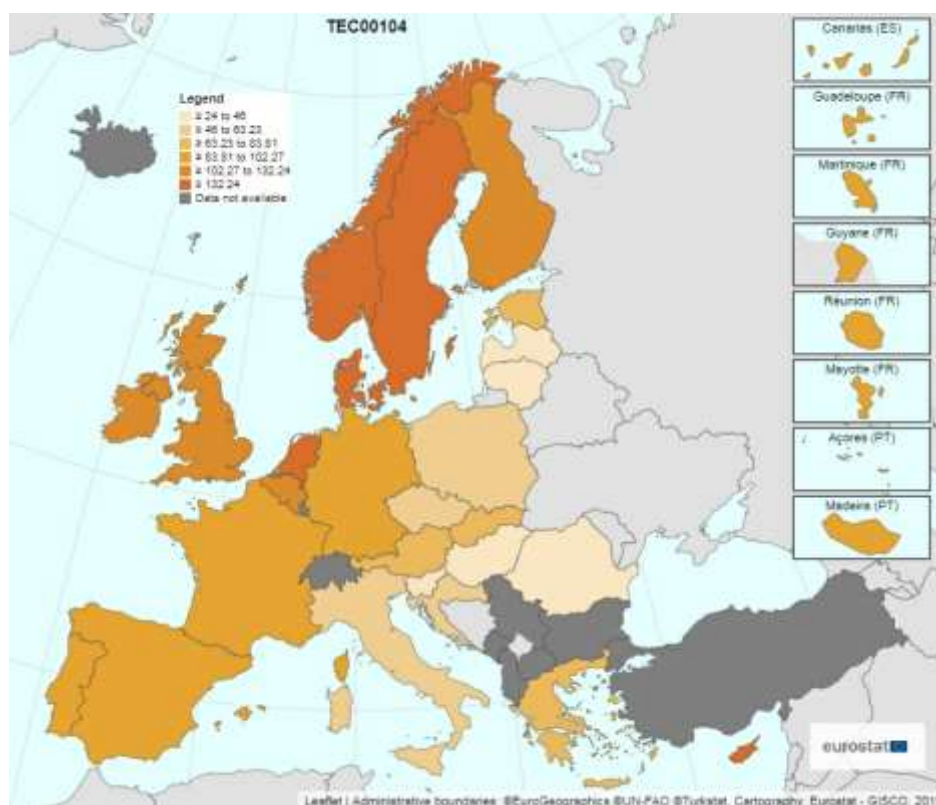 TEC00104
Legend
≥ 24 to 46
≥ 46 to 63.23
≥ 63.23 to 83.81
≥ 83.81 to 102.27
≥ 102.27 to 132.24
≥ 132.24
Data not available
Canarias (ES)
Guadeloupe (FR)
Martinique (FR)
Guyane (FR)
Réunion (FR)
Mayotte (FR)
Açores (PT)
Madeira (PT)
eurostat
Leaflet | Administrative boundaries: ©EuroGeographics ©UN-FAO ©Turkstat, Cartography: Eurostat - GISCO, 201